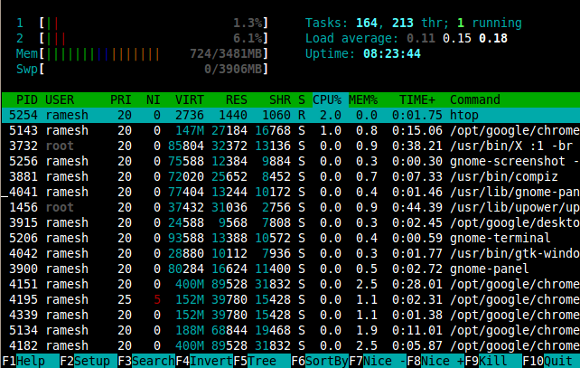 1 [|| 1.3%] Tasks: 164, 213 thr; 1 running
2 [||| 6.1%] Load average: 0.11 0.15 0.18
Mem[|||||||||||||||||| 724/3481MB] Uptime: 08:23:44
Swp[ 0/3906MB]
PID USER PRI NI VIRT RES SHR S CPU% MEM% TIME+ Command
5254 ramesh 20 0 2736 1440 1060 R 2.0 0.0 0:01.75 htop
5143 ramesh 20 0 147M 27184 16768 S 1.0 0.8 0:15.06 /opt/google/chrome
3732 root 20 0 85804 32372 13136 S 0.0 0.9 0:38.21 /usr/bin/X :1 -br
5256 ramesh 20 0 75588 12384 9884 S 0.0 0.3 0:00.30 gnome-screenshot -
3881 ramesh 20 0 72020 25652 8452 S 0.0 0.7 0:07.33 /usr/bin/compiz
4041 ramesh 20 0 77404 13244 10172 S 0.0 0.4 0:01.46 /usr/lib/gnome-pan
1456 root 20 0 37432 31036 2756 S 0.0 0.9 0:44.39 /usr/lib/upower/up
3915 ramesh 20 0 24588 9568 7808 S 0.0 0.3 0:02.45 /opt/google/deskto
5206 ramesh 20 0 93588 13388 10572 S 0.0 0.4 0:00.59 gnome-terminal
4042 ramesh 20 0 28880 10112 7936 S 0.0 0.3 0:01.77 /usr/bin/gtk-windo
3900 ramesh 20 0 80284 16624 11400 S 0.0 0.5 0:02.72 gnome-panel
4151 ramesh 20 0 400M 89528 31832 S 0.0 2.5 0:28.01 /opt/google/chrome
4195 ramesh 25 5 152M 39780 15428 S 0.0 1.1 0:02.31 /opt/google/chrome
4339 ramesh 20 0 152M 39780 15428 S 0.0 1.1 0:01.38 /opt/google/chrome
5134 ramesh 20 0 188M 68844 19468 S 0.0 1.9 0:11.01 /opt/google/chrome
4182 ramesh 20 0 400M 89528 31832 S 0.0 2.5 0:05.87 /opt/google/chrome
F1Help F2Setup F3SearchF4InvertF5Tree F6SortByF7Nice -F8Nice +F9Kill F10Quit